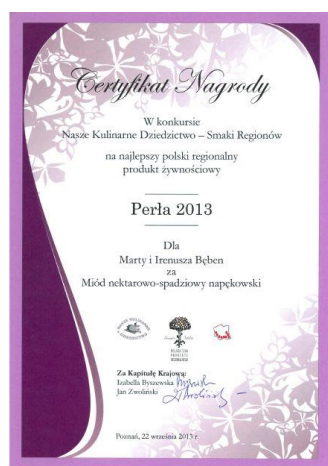 Certyfikat Nagrody
W konkursie
Nasze Kulinarne Dziedzictwo – Smaki Regionów
na najlepszy polski regionalny
produkt żywnościowy
Perła 2013
Dla
Marty i Irenusza Bęben
za
Miód nektarowo-spadziowy napękowski
Za Kapitułę Krajową:
Izabella Byszewska
Jan Zwoliński
Poznań, 22 września 2013 r.